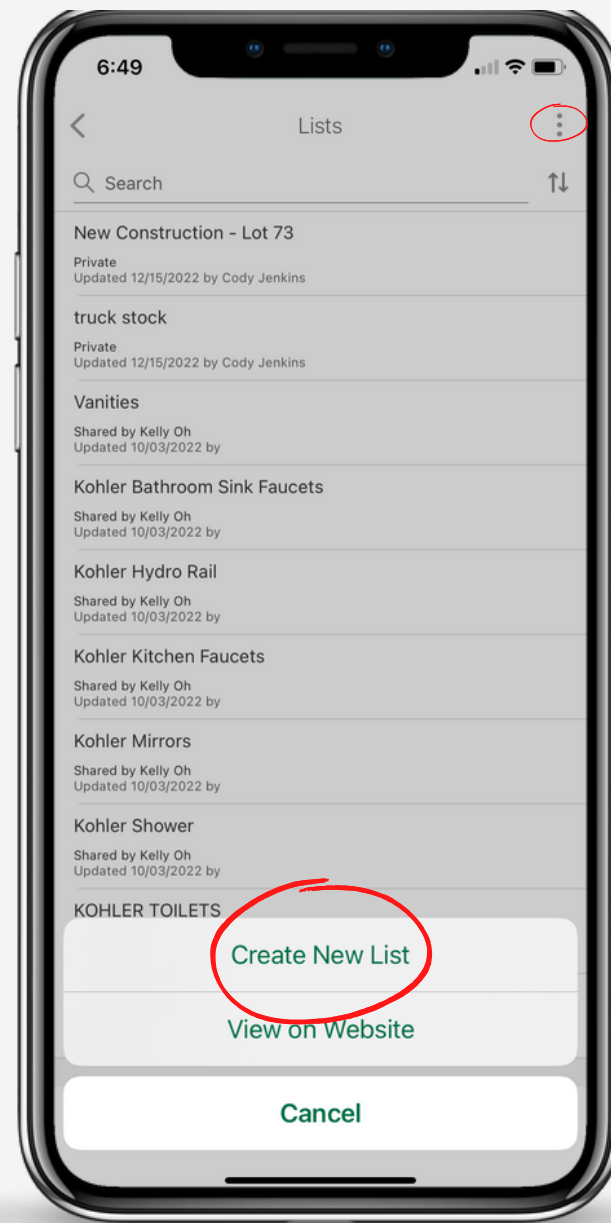 6:49
Lists
Search
New Construction - Lot 73
Private
Updated 12/15/2022 by Cody Jenkins
truck stock
Private
Updated 12/15/2022 by Cody Jenkins
Vanities
Shared by Kelly Oh
Updated 10/03/2022 by
Kohler Bathroom Sink Faucets
Shared by Kelly Oh
Updated 10/03/2022 by
Kohler Hydro Rail
Shared by Kelly Oh
Updated 10/03/2022 by
Kohler Kitchen Faucets
Shared by Kelly Oh
Updated 10/03/2022 by
Kohler Mirrors
Shared by Kelly Oh
Updated 10/03/2022 by
Kohler Shower
Shared by Kelly Oh
Updated 10/03/2022 by
KOHLER TOILETS
Create New List
View on Website
Cancel